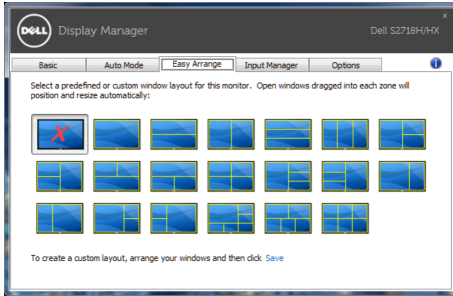 DELL Display Manager
Dell S2718H/HX
x
Basic
Auto Mode
Easy Arrange
Input Manager
Options
i
Select a predefined or custom window layout for this monitor. Open windows dragged into each zone will
position and resize automatically:
X
To create a custom layout, arrange your windows and then click Save